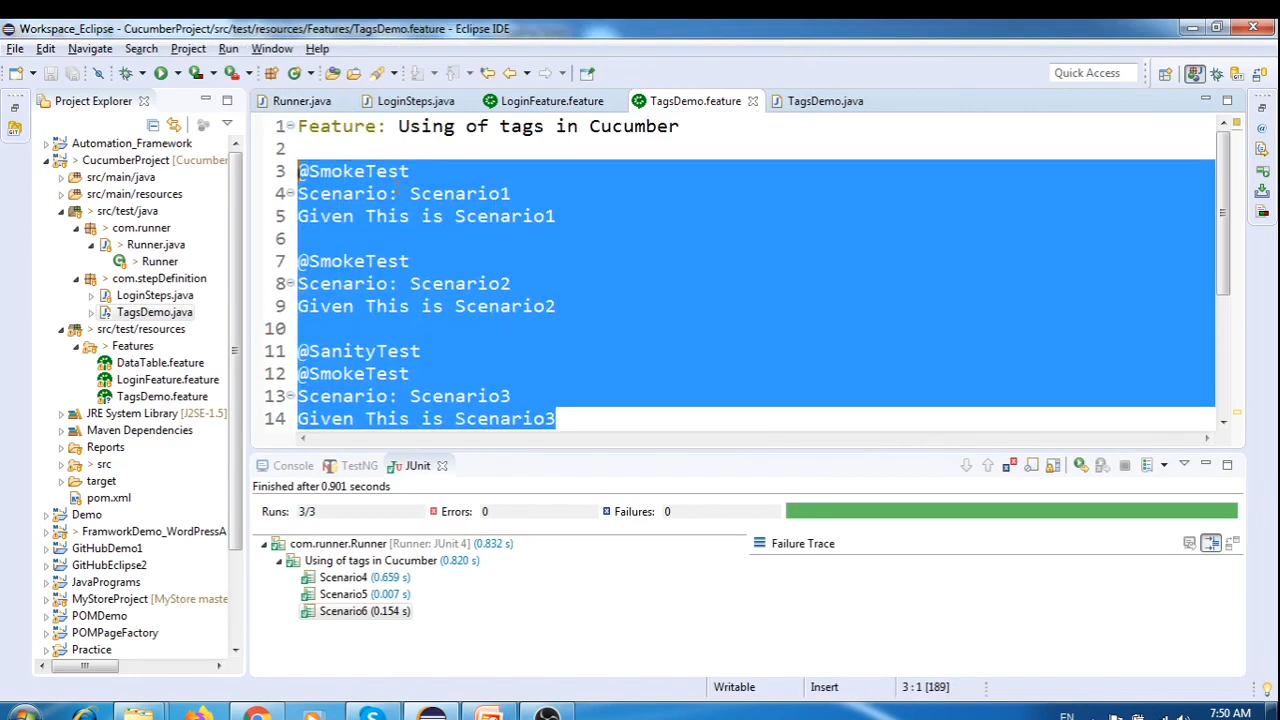 Workspace_Eclipse - CucumberProject/src/test/resources/Features/TagsDemo.feature - Eclipse IDE
File Edit Navigate Search Project Run Window Help
Quick Access
Project Explorer
Runner.java LoginSteps.java LoginFeature.feature TagsDemo.feature TagsDemo.java
Automation_Framework
> CucumberProject [Cucumber
src/main/java
src/main/resources
> src/test/java
com.runner
> Runner.java
> Runner
> com.stepDefinition
LoginSteps.java
TagsDemo.java
> src/test/resources
> Features
DataTable.feature
LoginFeature.feature
TagsDemo.feature
JRE System Library [J2SE-1.5]
Maven Dependencies
Reports
> src
target
pom.xml
Demo
> FramworkDemo_WordPressA
GitHubDemo1
GitHubEclipse2
JavaPrograms
MyStoreProject [MyStore maste
POMDemo
POMPageFactory
Practice
1 Feature: Using of tags in Cucumber
2
3 @SmokeTest
4 Scenario: Scenario1
5 Given This is Scenario1
6
7 @SmokeTest
8 Scenario: Scenario2
9 Given This is Scenario2
10
11 @SanityTest
12 @SmokeTest
13 Scenario: Scenario3
14 Given This is Scenario3
Console TestNG JUnit
Finished after 0.901 seconds
Runs: 3/3 Errors: 0 Failures: 0
com.runner.Runner [Runner: JUnit 4] (0.832 s)
Using of tags in Cucumber (0.820 s)
Scenario4 (0.659 s)
Scenario5 (0.007 s)
Scenario6 (0.154 s)
Failure Trace
Writable Insert 3 : 1 [189]
EN 7:50 AM